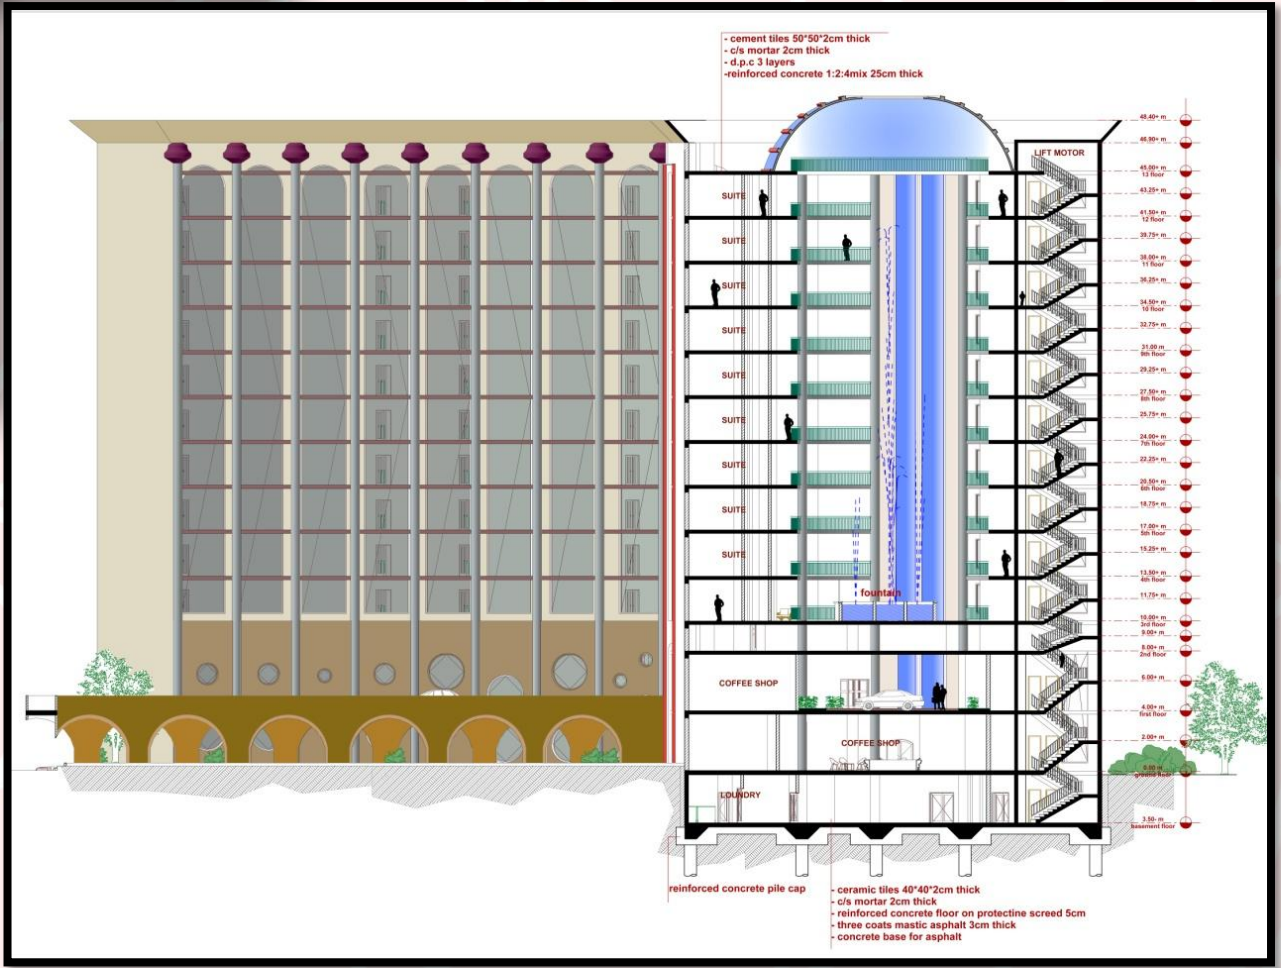 - cement tiles 50*50*2cm thick
- c/s mortar 2cm thick
- d.p.c 3 layers
-reinforced concrete 1:2:4mix 25cm thick
48.40+ m
46.90+ m
LIFT MOTOR
45.00+ m
13 floor
SUITE
43.25+ m
41.50+ m
12 floor
SUITE
39.75+ m
38.00+ m
11 floor
SUITE
36.25+ m
34.50+ m
10 floor
SUITE
32.75+ m
31.00 m
9th floor
SUITE
29.25+ m
27.50+ m
8th floor
SUITE
25.75+ m
24.00+ m
7th floor
SUITE
22.25+ m
20.50+ m
6th floor
SUITE
18.75+ m
17.00+ m
5th floor
SUITE
15.25+ m
13.50+ m
4th floor
fountain
11.75+ m
10.00+ m
3rd floor
9.00+ m
8.00+ m
2nd floor
COFFEE SHOP
6.00+ m
4.00+ m
first floor
COFFEE SHOP
2.00+ m
0.00 m
ground floor
LOUNDRY
3.50- m
basement floor
reinforced concrete pile cap
- ceramic tiles 40*40*2cm thick
- c/s mortar 2cm thick
- reinforced concrete floor on protectine screed 5cm
- three coats mastic asphalt 3cm thick
- concrete base for asphalt